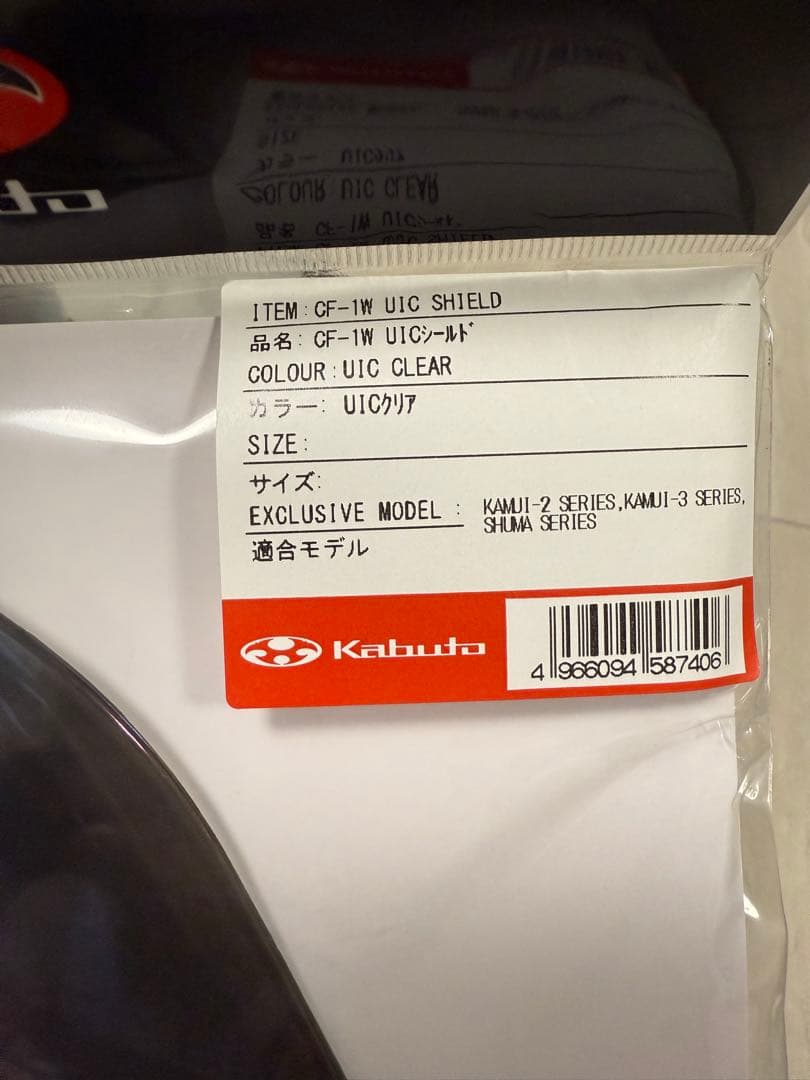 ITEM:CF-1W UIC SHIELD
品名:CF-1W UICｼｰﾙﾄﾞ
COLOUR:UIC CLEAR
カラー:UICｸﾘｱ
SIZE:
サイズ:
EXCLUSIVE MODEL : KAMUI-2 SERIES,KAMUI-3 SERIES,
SHUMA SERIES
適合モデル
Kabuto
4 966094 587406